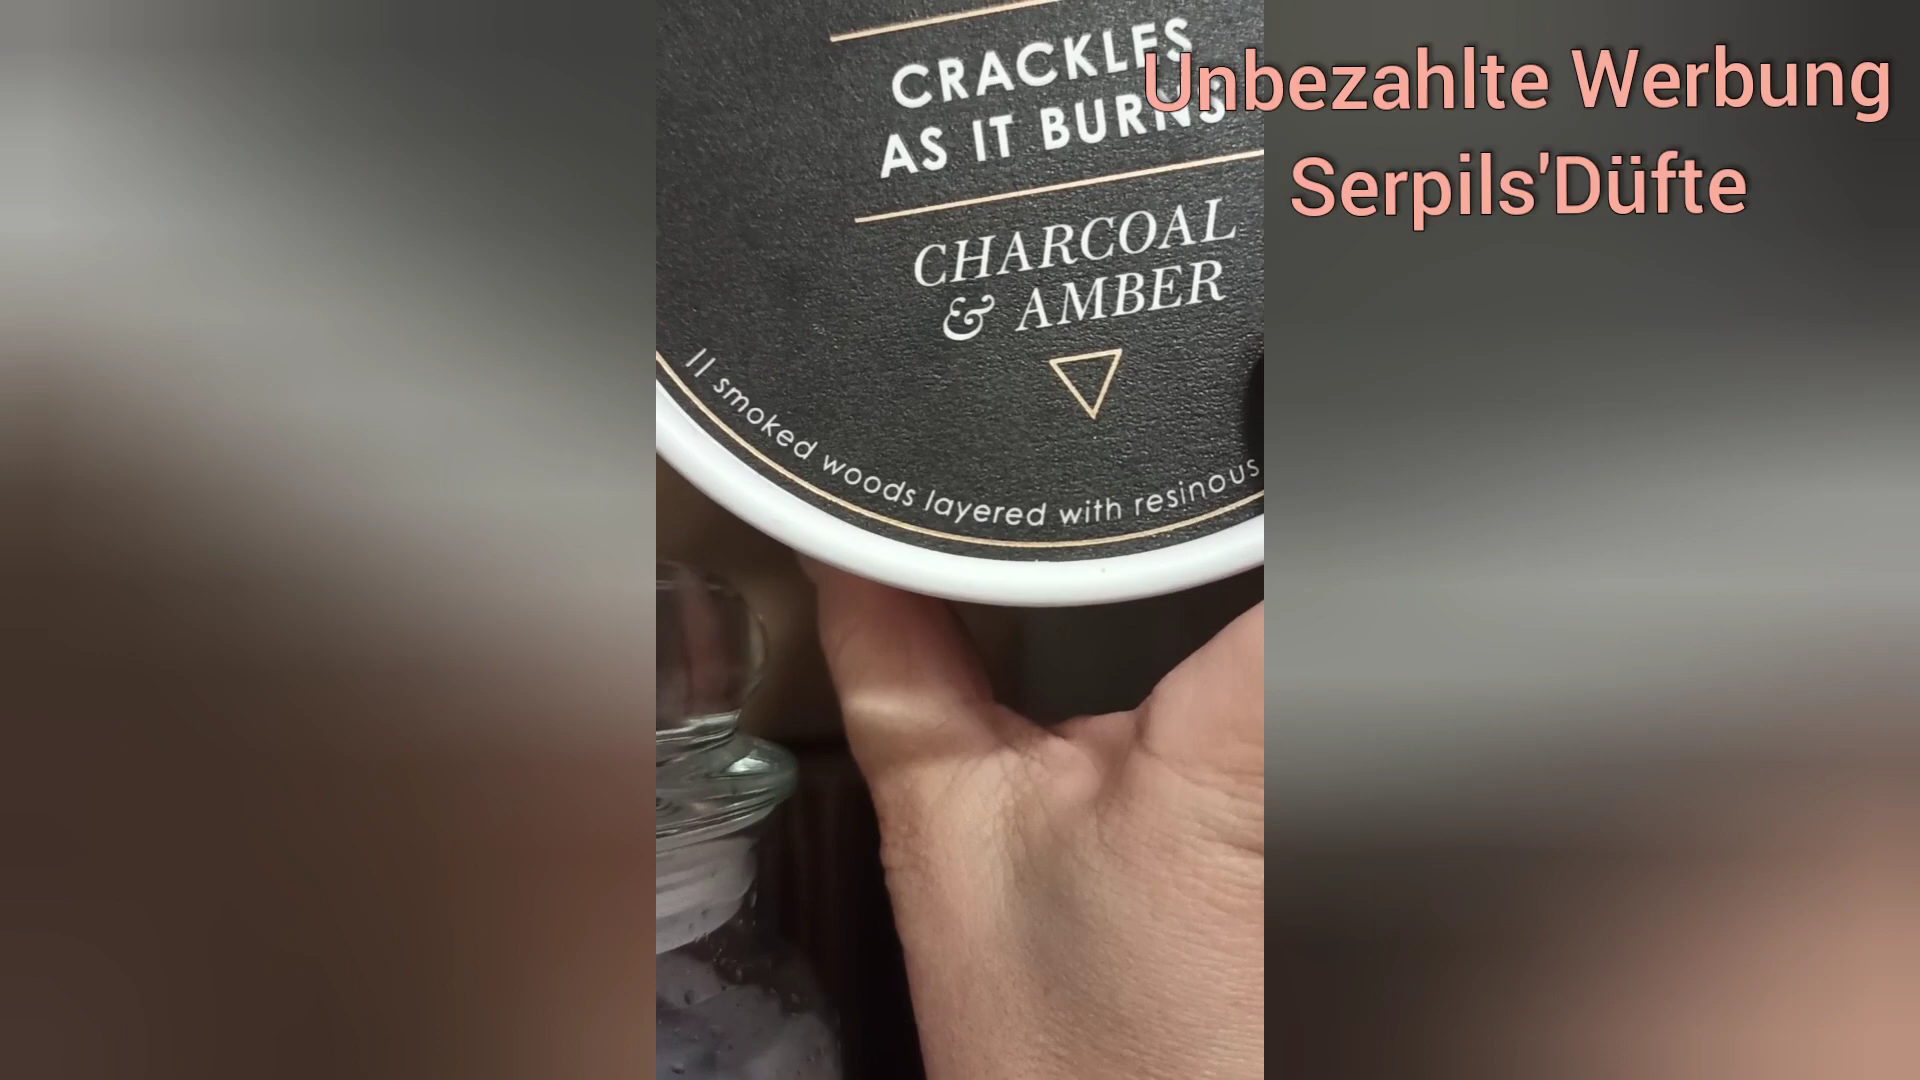 CRACKLES
AS IT BURNS
CHARCOAL
& AMBER
|| smoked woods layered with resinous
Unbezahlte Werbung
Serpils'Düfte